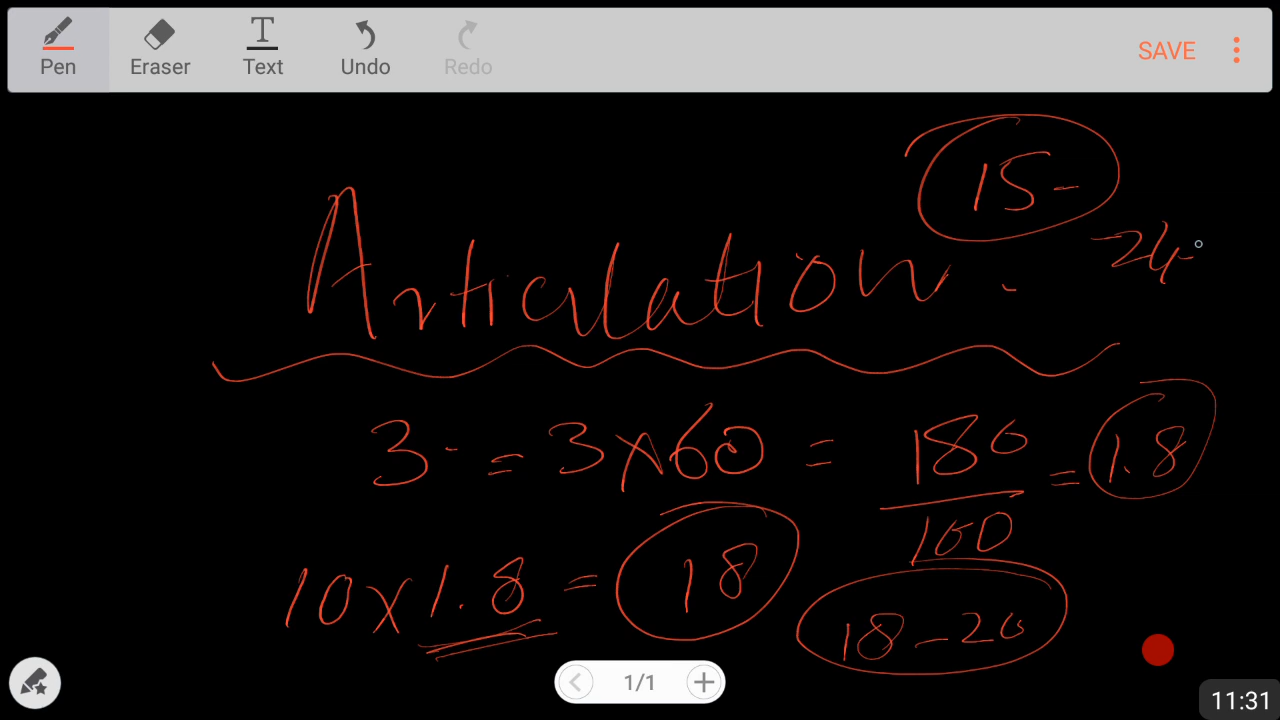 Pen Eraser Text Undo Redo SAVE
15-
Articulation. -24
3 = 3x60 = 180/100 = 1.8
10x1.8 = 18
18-20
1/1
11:31